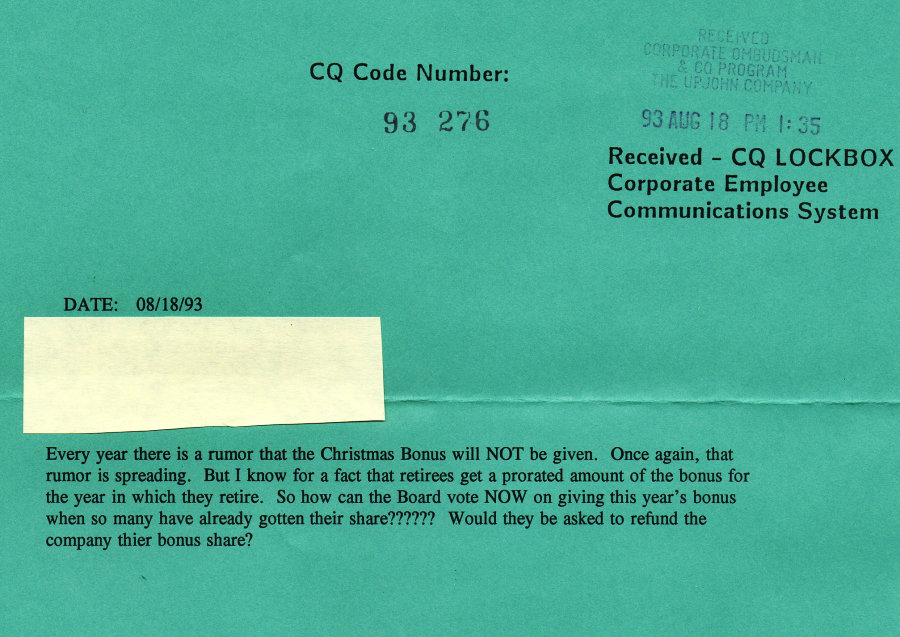 RECEIVED
CORPORATE OMBUDSMAN
& CQ PROGRAM
THE UPJOHN COMPANY
CQ Code Number:
93 276
93 AUG 18 PM 1:35
Received - CQ LOCKBOX
Corporate Employee
Communications System
DATE: 08/18/93
Every year there is a rumor that the Christmas Bonus will NOT be given. Once again, that
rumor is spreading. But I know for a fact that retirees get a prorated amount of the bonus for
the year in which they retire. So how can the Board vote NOW on giving this year's bonus
when so many have already gotten their share?????? Would they be asked to refund the
company thier bonus share?